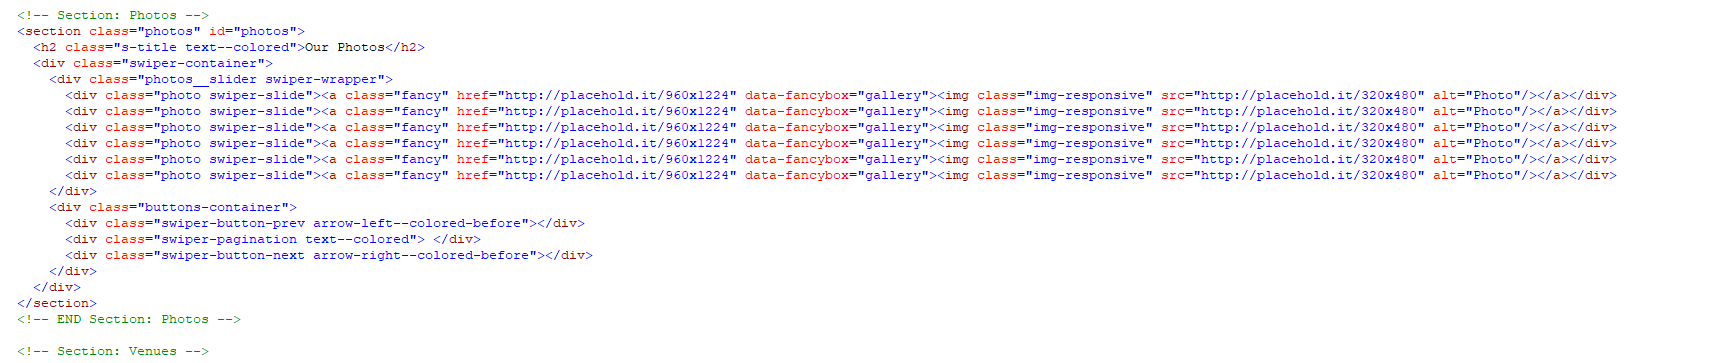 <!-- Section: Photos -->
<section class="photos" id="photos">
<h2 class="s-title text--colored">Our Photos</h2>
<div class="swiper-container">
<div class="photos__slider swiper-wrapper">
<div class="photo swiper-slide"><a class="fancy" href="http://placehold.it/960x1224" data-fancybox="gallery"><img class="img-responsive" src="http://placehold.it/320x480" alt="Photo"/></a></div>
<div class="photo swiper-slide"><a class="fancy" href="http://placehold.it/960x1224" data-fancybox="gallery"><img class="img-responsive" src="http://placehold.it/320x480" alt="Photo"/></a></div>
<div class="photo swiper-slide"><a class="fancy" href="http://placehold.it/960x1224" data-fancybox="gallery"><img class="img-responsive" src="http://placehold.it/320x480" alt="Photo"/></a></div>
<div class="photo swiper-slide"><a class="fancy" href="http://placehold.it/960x1224" data-fancybox="gallery"><img class="img-responsive" src="http://placehold.it/320x480" alt="Photo"/></a></div>
<div class="photo swiper-slide"><a class="fancy" href="http://placehold.it/960x1224" data-fancybox="gallery"><img class="img-responsive" src="http://placehold.it/320x480" alt="Photo"/></a></div>
<div class="photo swiper-slide"><a class="fancy" href="http://placehold.it/960x1224" data-fancybox="gallery"><img class="img-responsive" src="http://placehold.it/320x480" alt="Photo"/></a></div>
</div>
<div class="buttons-container">
<div class="swiper-button-prev arrow-left--colored-before"></div>
<div class="swiper-pagination text--colored"> </div>
<div class="swiper-button-next arrow-right--colored-before"></div>
</div>
</div>
</section>
<!-- END Section: Photos -->
<!-- Section: Venues -->